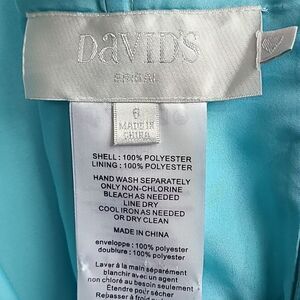 DaVID'S
BRIDAL
6
MADE IN
CHINA
SHELL : 100% POLYESTER
LINING : 100% POLYESTER
HAND WASH SEPARATELY
ONLY NON-CHLORINE
BLEACH AS NEEDED
LINE DRY
COOL IRON AS NEEDED
OR DRY CLEAN
MADE IN CHINA
enveloppe : 100% polyester
doublure : 100% polyester
Laver à la main séparément
blanchir avec un agent
non chloré au besoin seulement
Étendre pour sécher
Repasser à froid